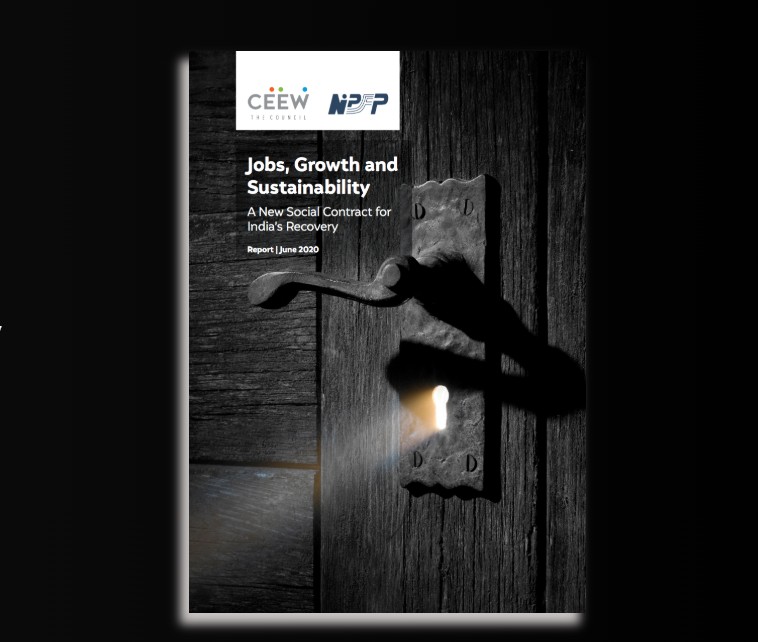 CEEW
THE COUNCIL
NIPFP
Jobs, Growth and
Sustainability
A New Social Contract for
India's Recovery
Report | June 2020